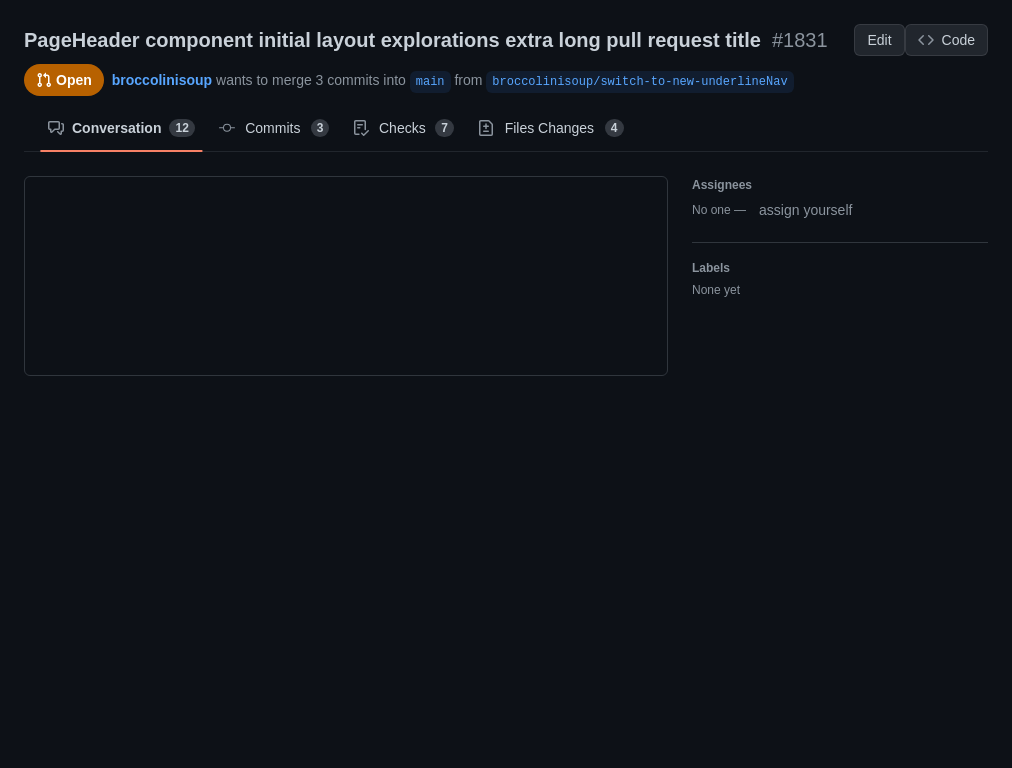 PageHeader component initial layout explorations extra long pull request title #1831 Edit Code
Open broccolinisoup wants to merge 3 commits into main from broccolinisoup/switch-to-new-underlineNav
Conversation 12 Commits 3 Checks 7 Files Changes 4
Assignees
No one — assign yourself
Labels
None yet